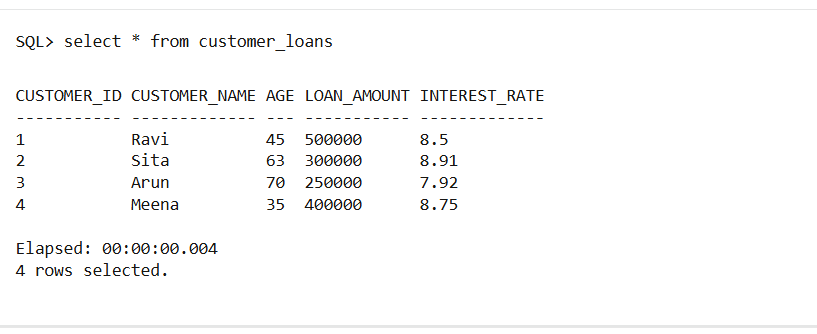 SQL> select * from customer_loans
CUSTOMER_ID CUSTOMER_NAME AGE LOAN_AMOUNT INTEREST_RATE
----------- ------------- --- ----------- -------------
1           Ravi          45  500000      8.5
2           Sita          63  300000      8.91
3           Arun          70  250000      7.92
4           Meena         35  400000      8.75
Elapsed: 00:00:00.004
4 rows selected.